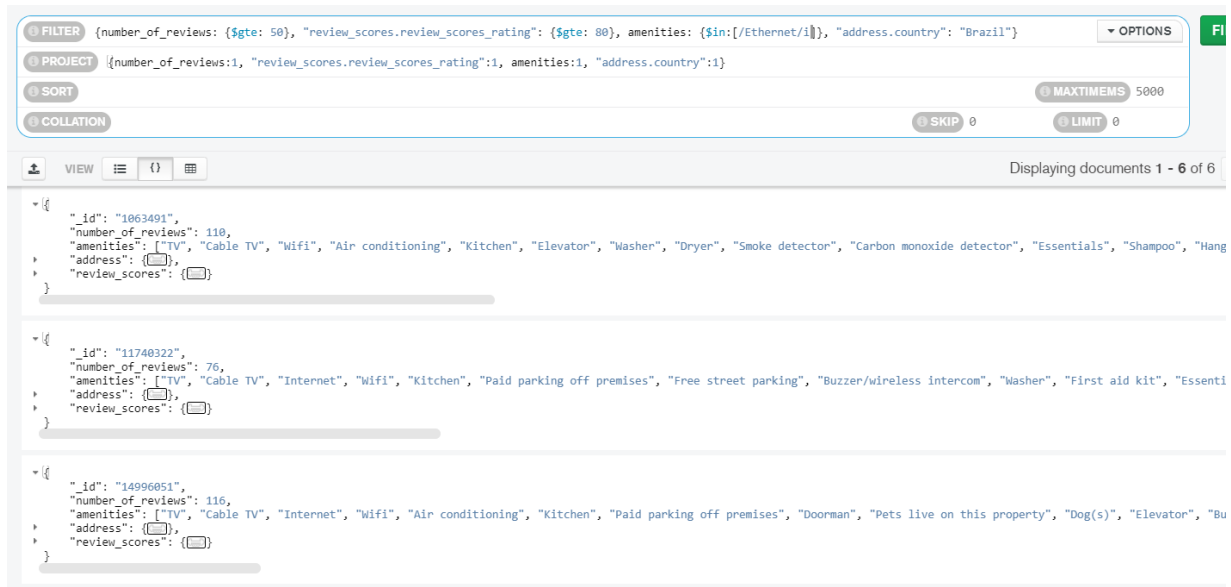 FILTER {number_of_reviews: {$gte: 50}, "review_scores.review_scores_rating": {$gte: 80}, amenities: {$in:[/Ethernet/i]}, "address.country": "Brazil"} OPTIONS FI
PROJECT {number_of_reviews:1, "review_scores.review_scores_rating":1, amenities:1, "address.country":1}
SORT MAXTIMEMS 5000
COLLATION SKIP 0 LIMIT 0
VIEW {} Displaying documents 1 - 6 of 6
{
"_id": "1063491",
"number_of_reviews": 110,
"amenities": ["TV", "Cable TV", "Wifi", "Air conditioning", "Kitchen", "Elevator", "Washer", "Dryer", "Smoke detector", "Carbon monoxide detector", "Essentials", "Shampoo", "Hang
"address": {},
"review_scores": {}
}
{
"_id": "11740322",
"number_of_reviews": 76,
"amenities": ["TV", "Cable TV", "Internet", "Wifi", "Kitchen", "Paid parking off premises", "Free street parking", "Buzzer/wireless intercom", "Washer", "First aid kit", "Essenti
"address": {},
"review_scores": {}
}
{
"_id": "14996051",
"number_of_reviews": 116,
"amenities": ["TV", "Cable TV", "Internet", "Wifi", "Air conditioning", "Kitchen", "Paid parking off premises", "Doorman", "Pets live on this property", "Dog(s)", "Elevator", "Bu
"address": {},
"review_scores": {}
}